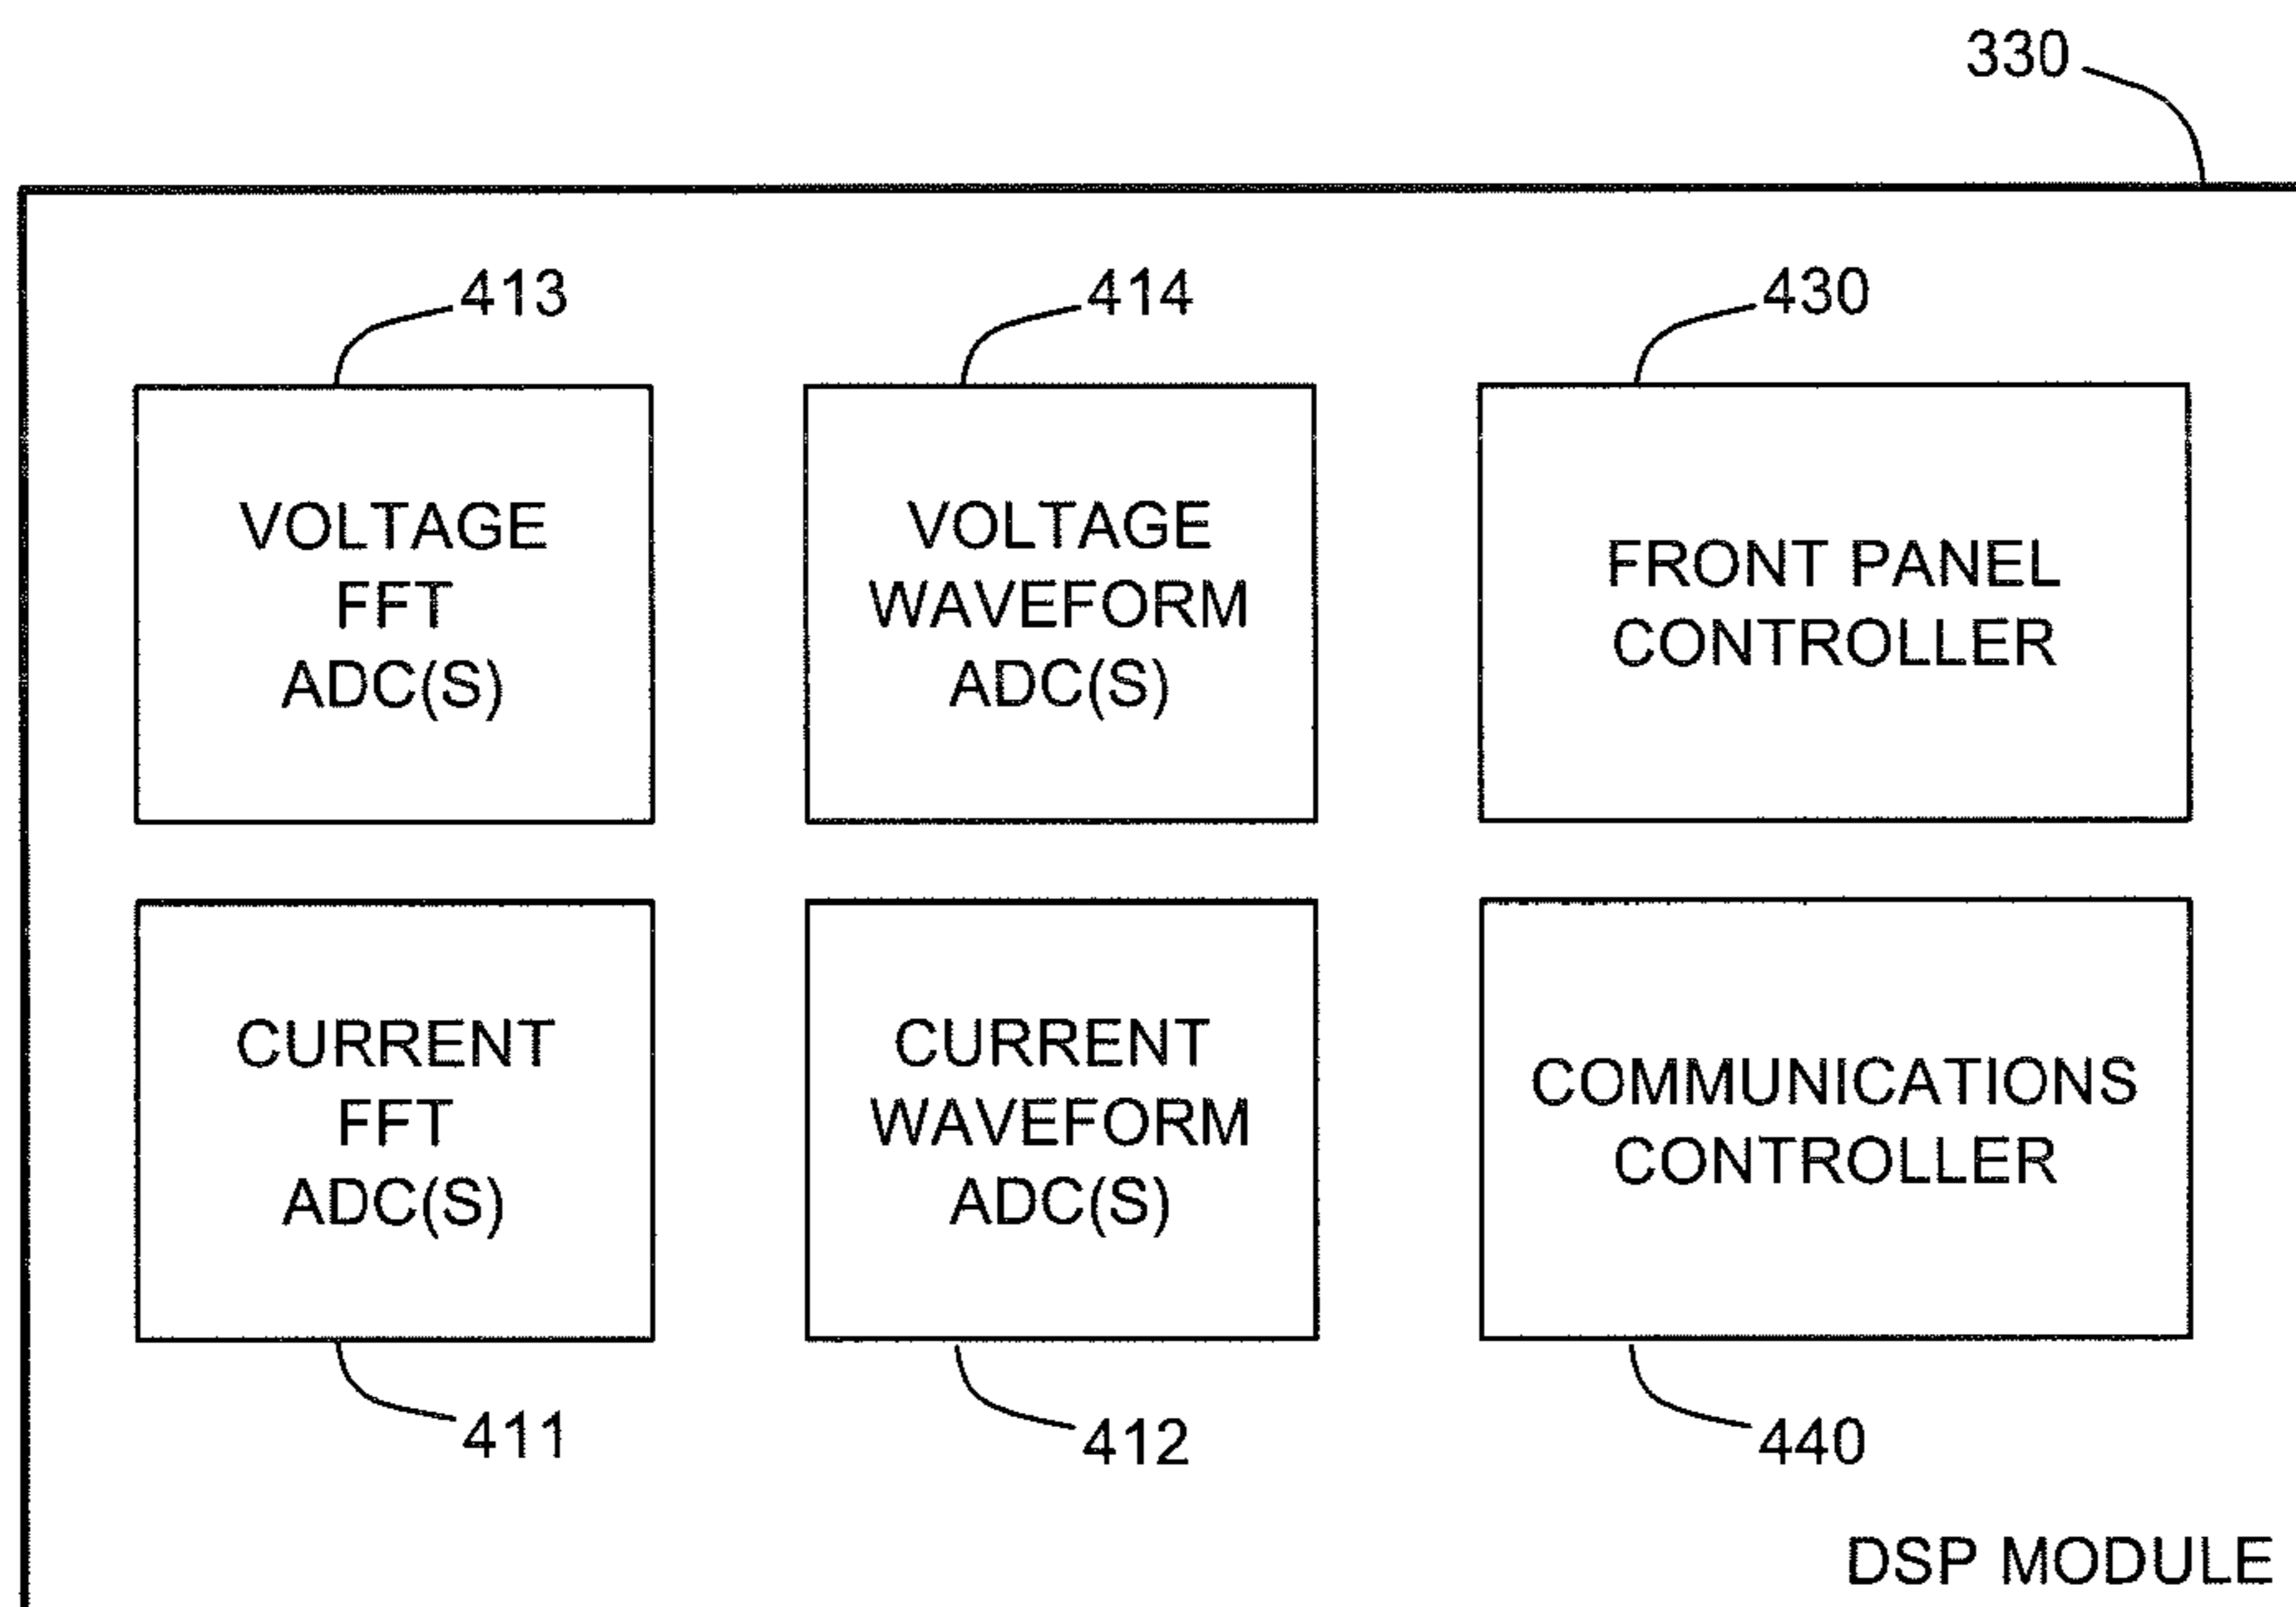 330
413
414
430
VOLTAGE
FFT
ADC(S)
VOLTAGE
WAVEFORM
ADC(S)
FRONT PANEL
CONTROLLER
CURRENT
FFT
ADC(S)
CURRENT
WAVEFORM
ADC(S)
COMMUNICATIONS
CONTROLLER
411
412
440
DSP MODULE